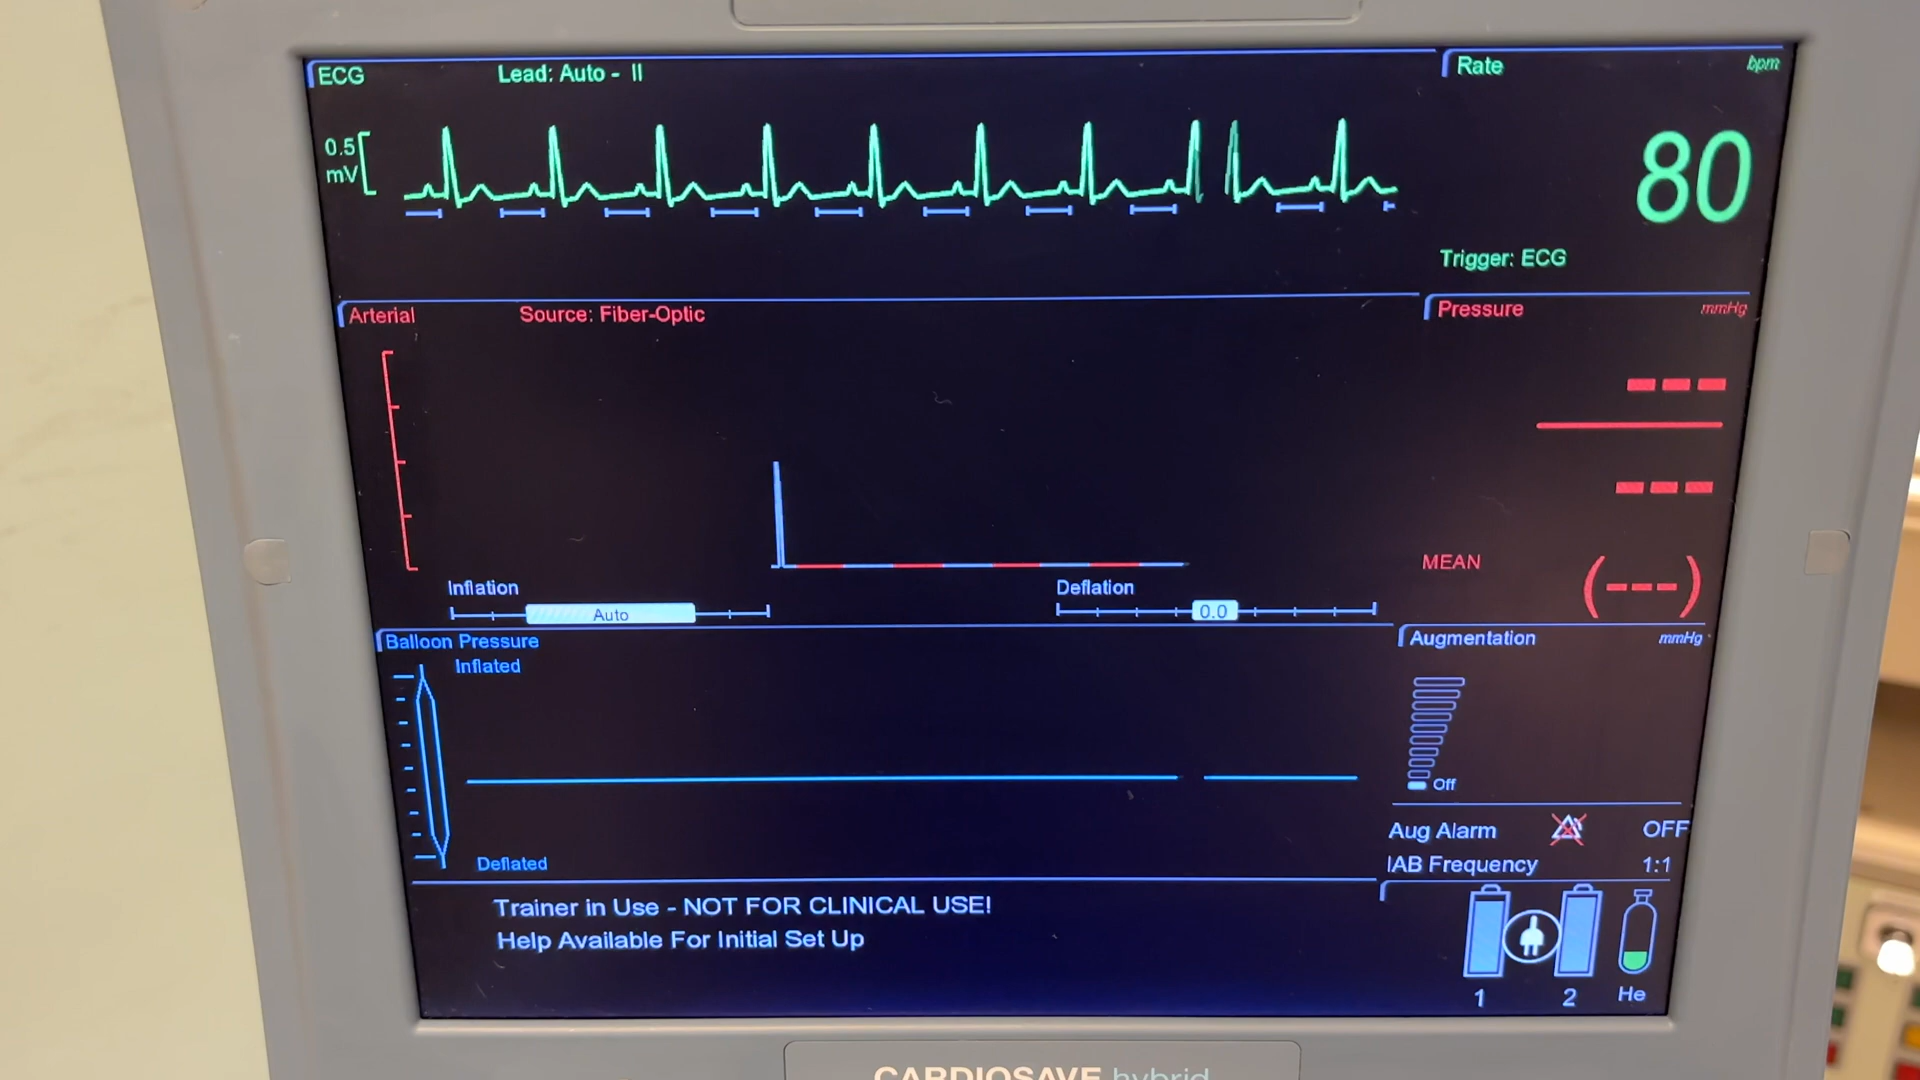 ECG
Lead: Auto - II
Rate
bpm
0.5
mV
80
Trigger: ECG
Arterial
Source: Fiber-Optic
Pressure
mmHg
---
---
MEAN
(---)
Inflation
Auto
Deflation
0.0
Balloon Pressure
Inflated
Deflated
Augmentation
mmHg
Off
Aug Alarm
OFF
IAB Frequency
1:1
Trainer in Use - NOT FOR CLINICAL USE!
Help Available For Initial Set Up
1
2
He
CARDIOSAVE hybrid